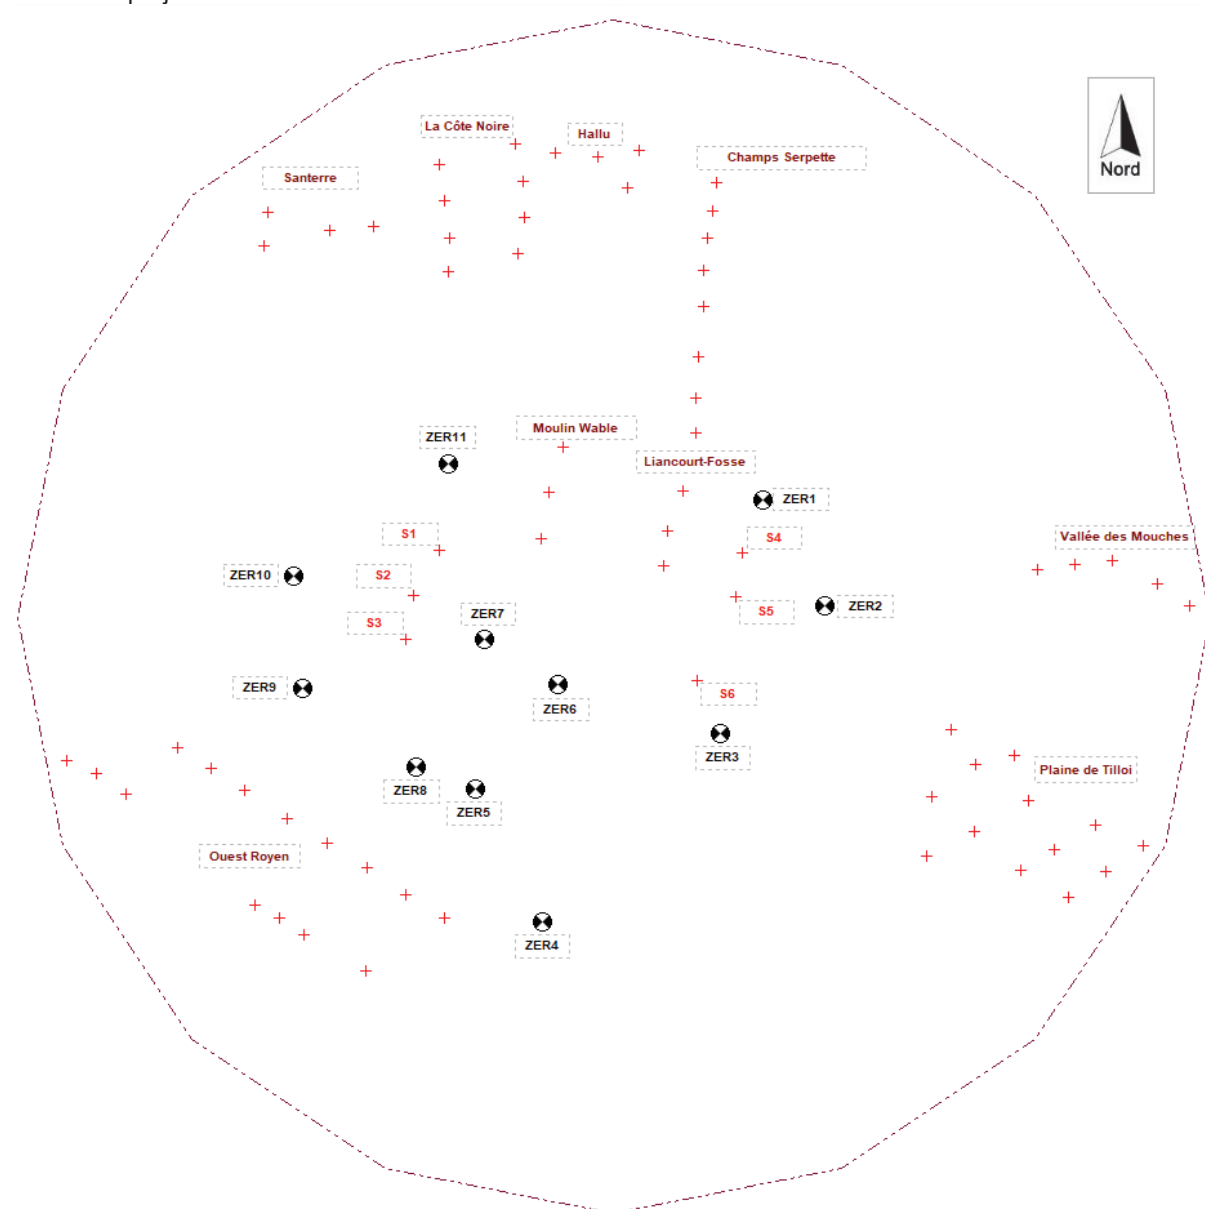 La Côte Noire
Hallu
Champs Serpette
Santerre
Nord
Moulin Wable
ZER11
Liancourt-Fosse
ZER1
S1
S4
Vallée des Mouches
ZER10
S2
ZER7
S5
ZER2
S3
ZER9
S6
ZER6
ZER3
Plaine de Tilloi
ZER8
ZER5
Ouest Royen
ZER4